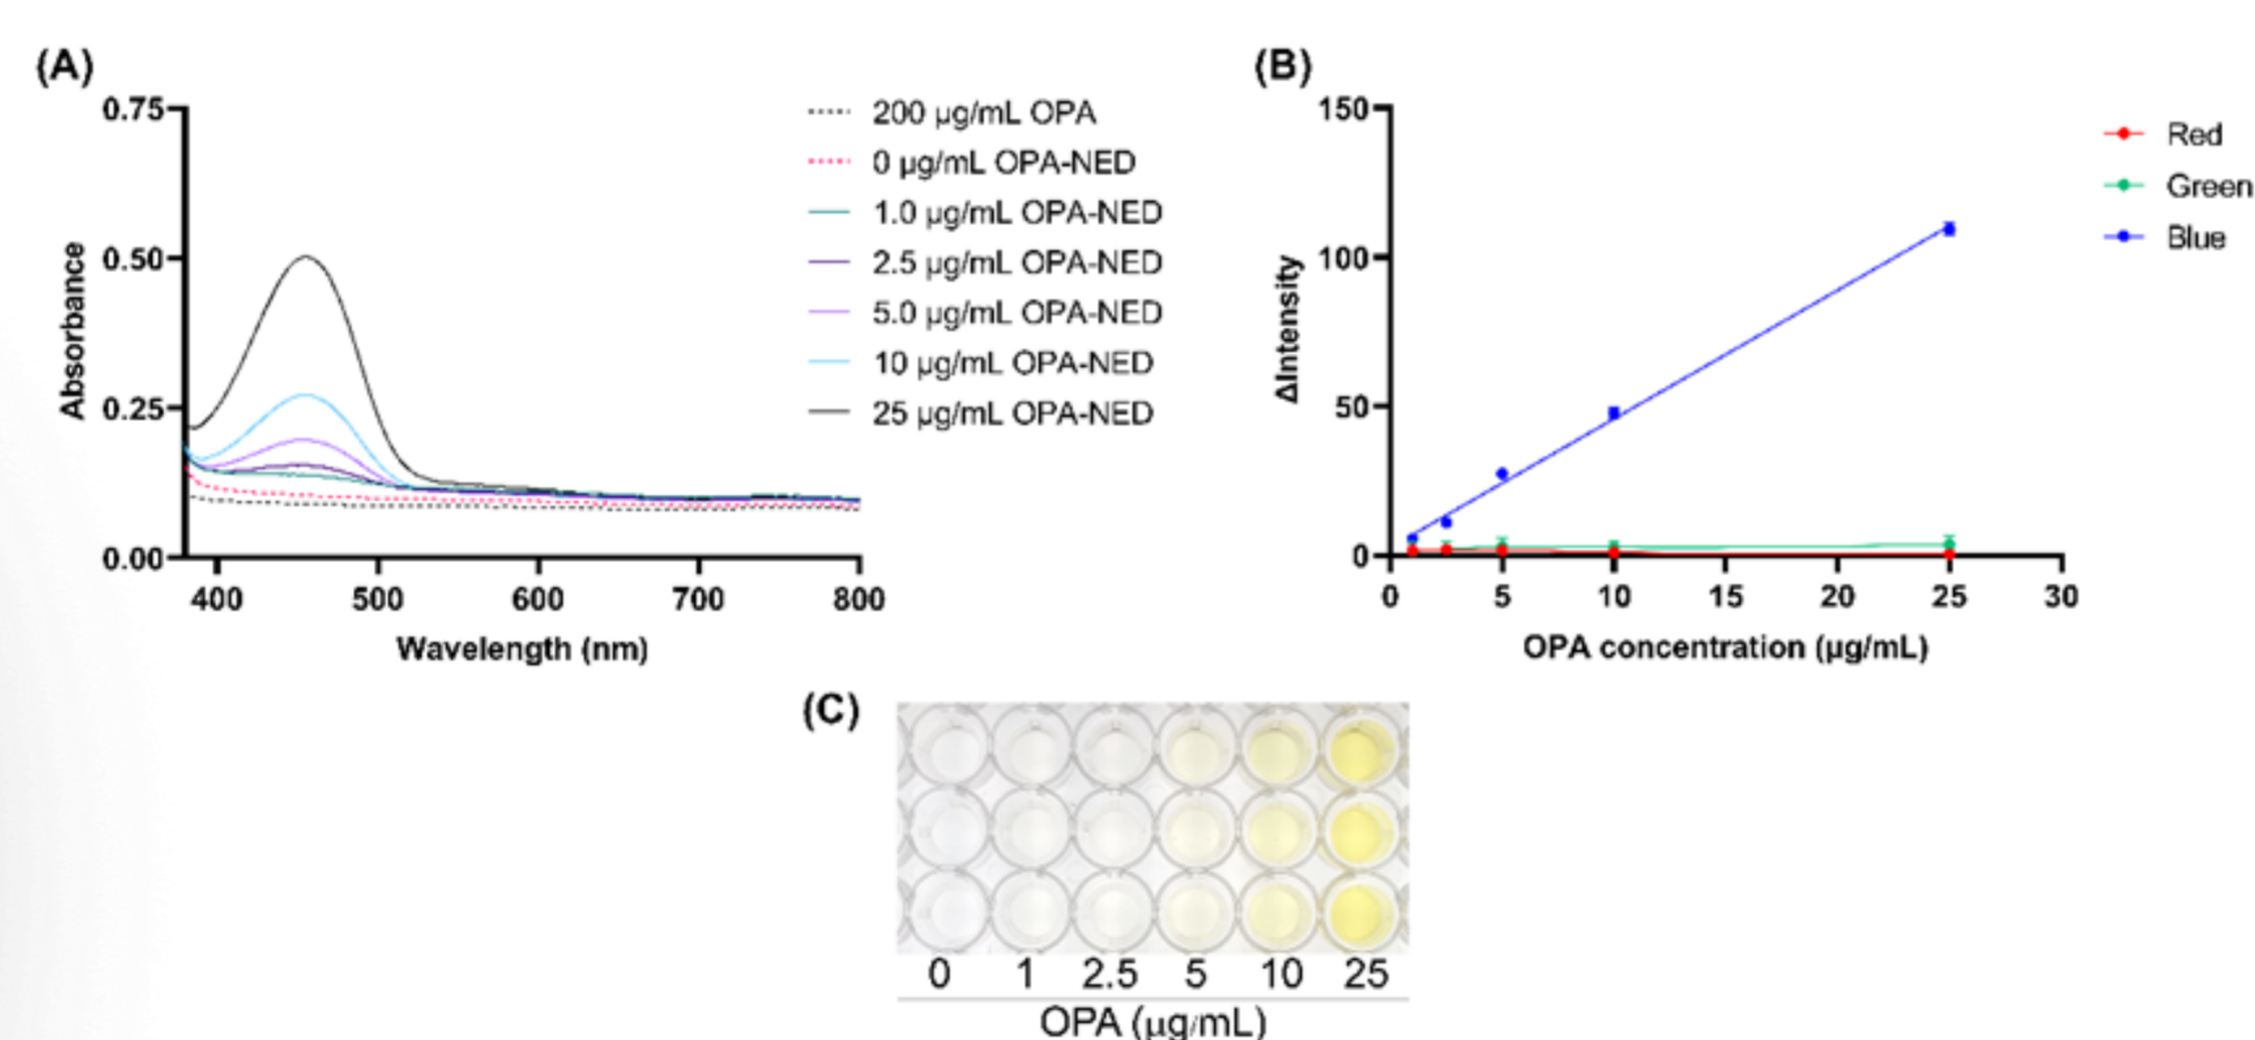 (A)
0.75
0.50
0.25
0.00
Absorbance
400 500 600 700 800
Wavelength (nm)
200 µg/mL OPA
0 µg/mL OPA-NED
1.0 µg/mL OPA-NED
2.5 µg/mL OPA-NED
5.0 µg/mL OPA-NED
10 µg/mL OPA-NED
25 µg/mL OPA-NED
(B)
150
100
50
0
ΔIntensity
0 5 10 15 20 25 30
OPA concentration (µg/mL)
Red
Green
Blue
(C)
0 1 2.5 5 10 25
OPA (µg/mL)